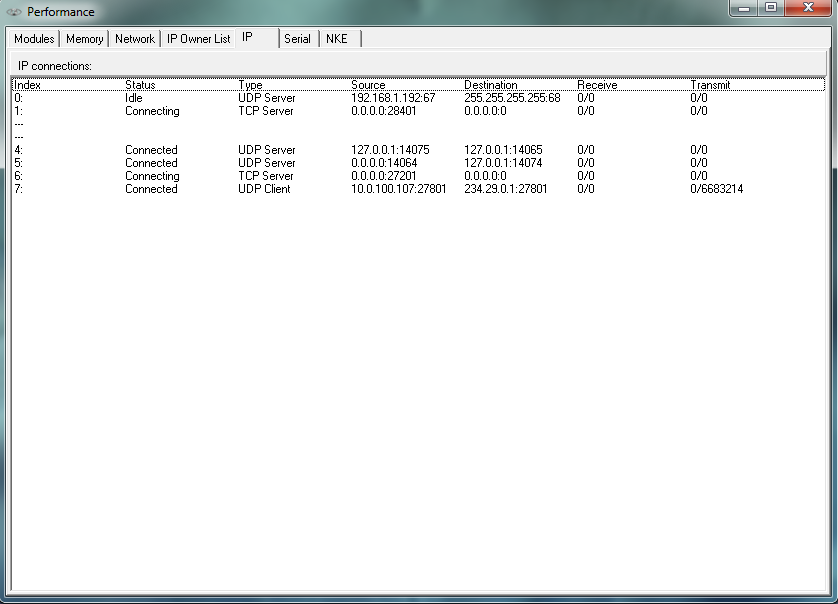 Performance
Modules Memory Network IP Owner List IP Serial NKE
IP connections:
Index Status Type Source Destination Receive Transmit
0: Idle UDP Server 192.168.1.192:67 255.255.255.255:68 0/0 0/0
1: Connecting TCP Server 0.0.0.0:28401 0.0.0.0:0 0/0 0/0
---
---
4: Connected UDP Server 127.0.0.1:14075 127.0.0.1:14065 0/0 0/0
5: Connected UDP Server 0.0.0.0:14064 127.0.0.1:14074 0/0 0/0
6: Connecting TCP Server 0.0.0.0:27201 0.0.0.0:0 0/0 0/0
7: Connected UDP Client 10.0.100.107:27801 234.29.0.1:27801 0/0 0/6683214